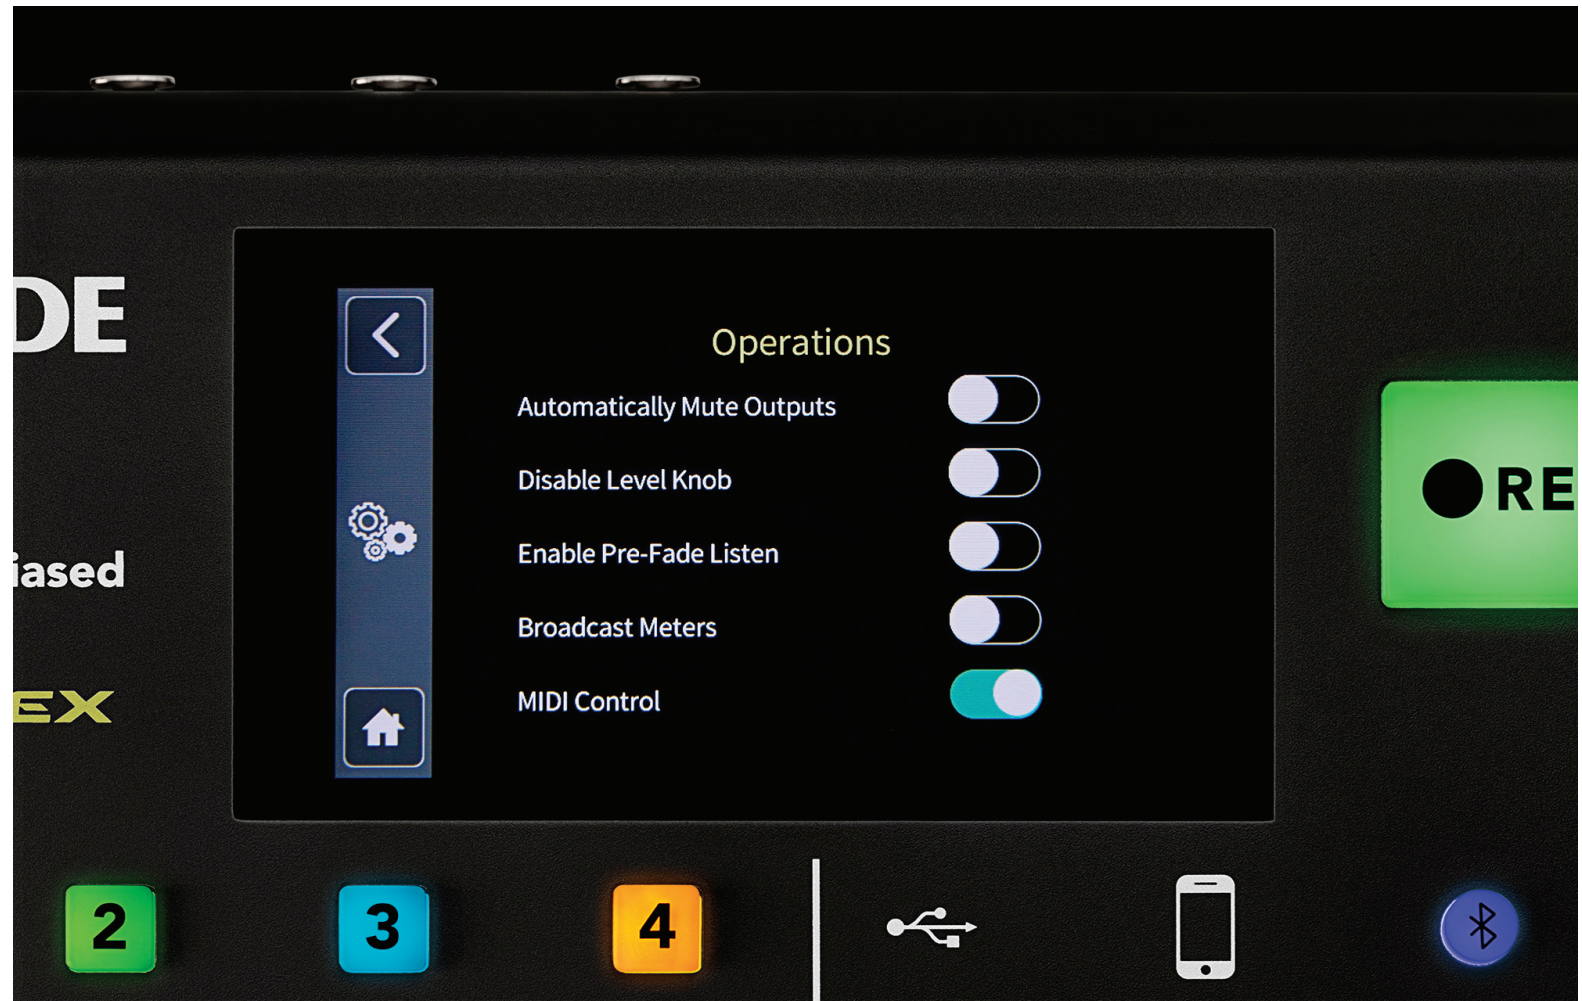 DE
Operations
Automatically Mute Outputs
Disable Level Knob
Enable Pre-Fade Listen
Broadcast Meters
MIDI Control
RE
iased
EX
2
3
4